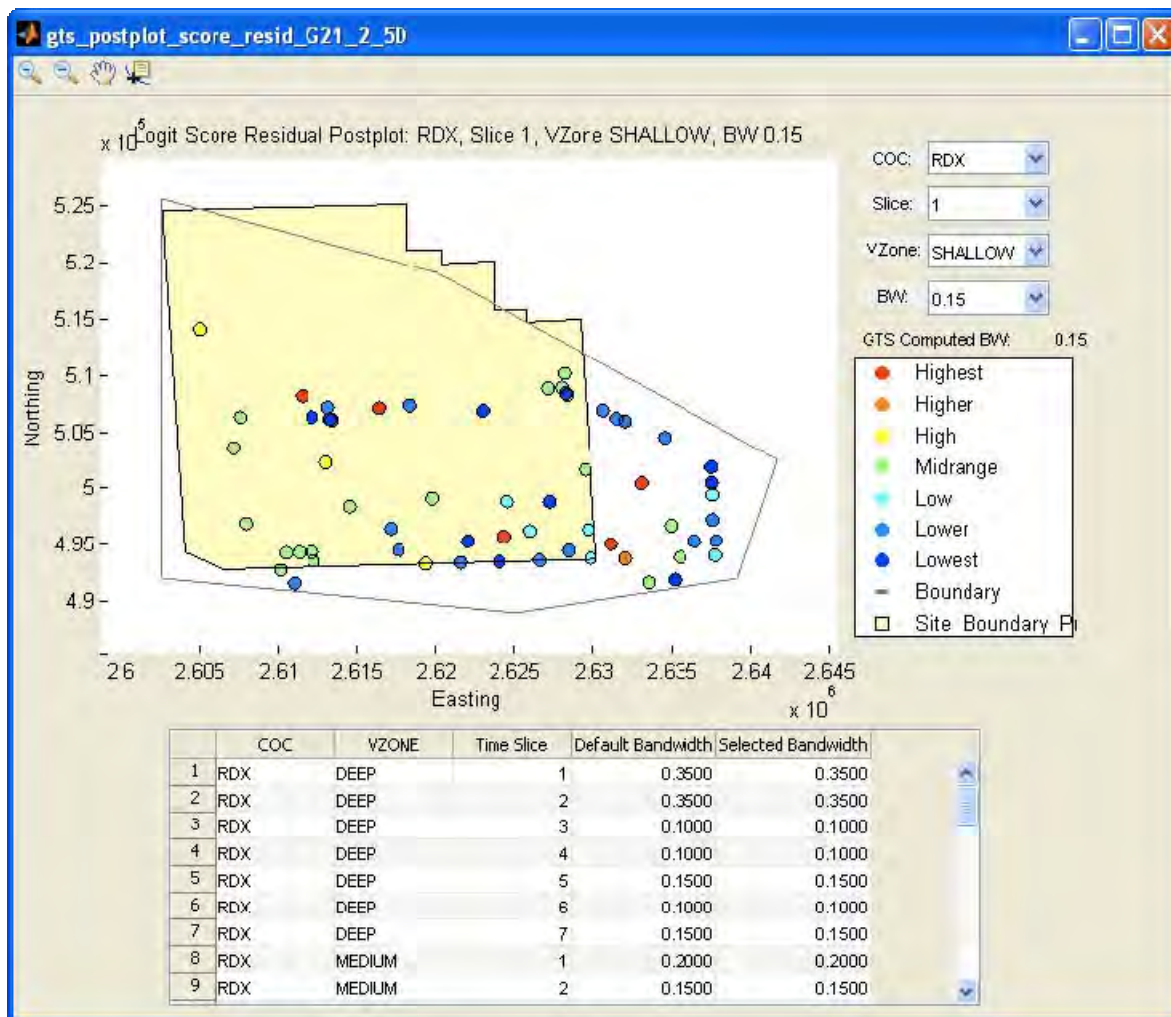 gts_postplot_score_resid_G21_2_5D
x 10^5
Logit Score Residual Postplot: RDX, Slice 1, VZone SHALLOW, BW 0.15
COC: RDX
Slice: 1
VZone: SHALLOW
BW: 0.15
GTS Computed BW: 0.15
Highest
Higher
High
Midrange
Low
Lower
Lowest
Boundary
Site Boundary P
5.25
5.2
5.15
5.1
5.05
5
4.95
4.9
Northing
2.6 2.605 2.61 2.615 2.62 2.625 2.63 2.635 2.64 2.645
Easting
x 10^6
COC VZONE Time Slice Default Bandwidth Selected Bandwidth
1 RDX DEEP 1 0.3500 0.3500
2 RDX DEEP 2 0.3500 0.3500
3 RDX DEEP 3 0.1000 0.1000
4 RDX DEEP 4 0.1000 0.1000
5 RDX DEEP 5 0.1500 0.1500
6 RDX DEEP 6 0.1000 0.1000
7 RDX DEEP 7 0.1500 0.1500
8 RDX MEDIUM 1 0.2000 0.2000
9 RDX MEDIUM 2 0.1500 0.1500